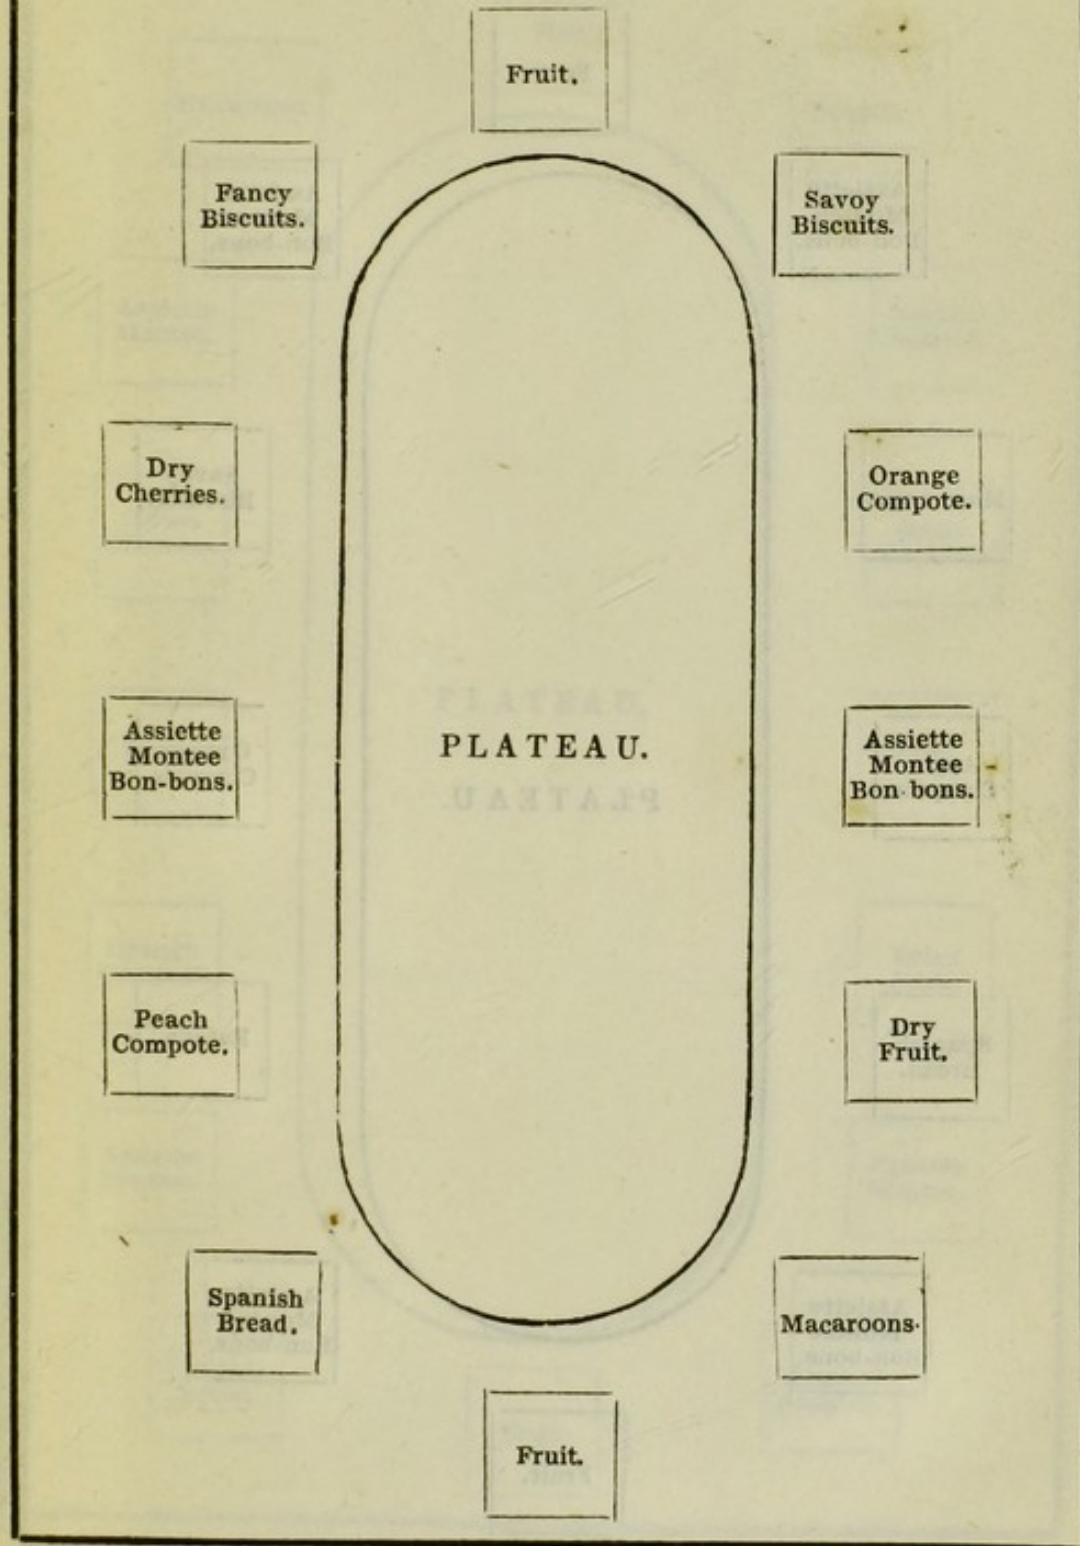 Fruit.
Fancy
Biscuits.
Savoy
Biscuits.
Dry
Cherries.
Orange
Compote.
Assiette
Montee
Bon-bons.
PLATEAU.
Assiette
Montee
Bon bons.
Peach
Compote.
Dry
Fruit.
Spanish
Bread.
Macaroons.
Fruit.